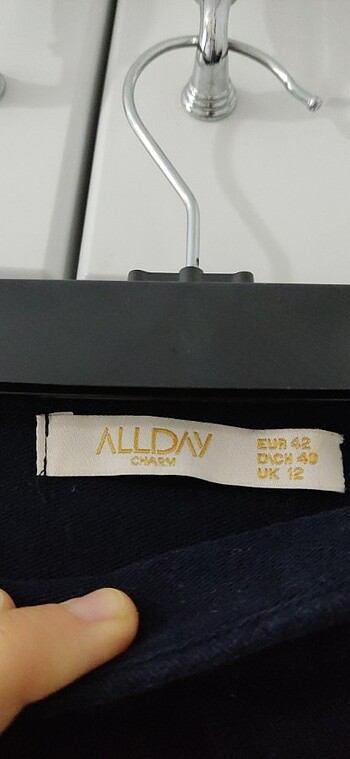 ALLDAY
CHARM
EUR 42
D\CH 40
UK 12